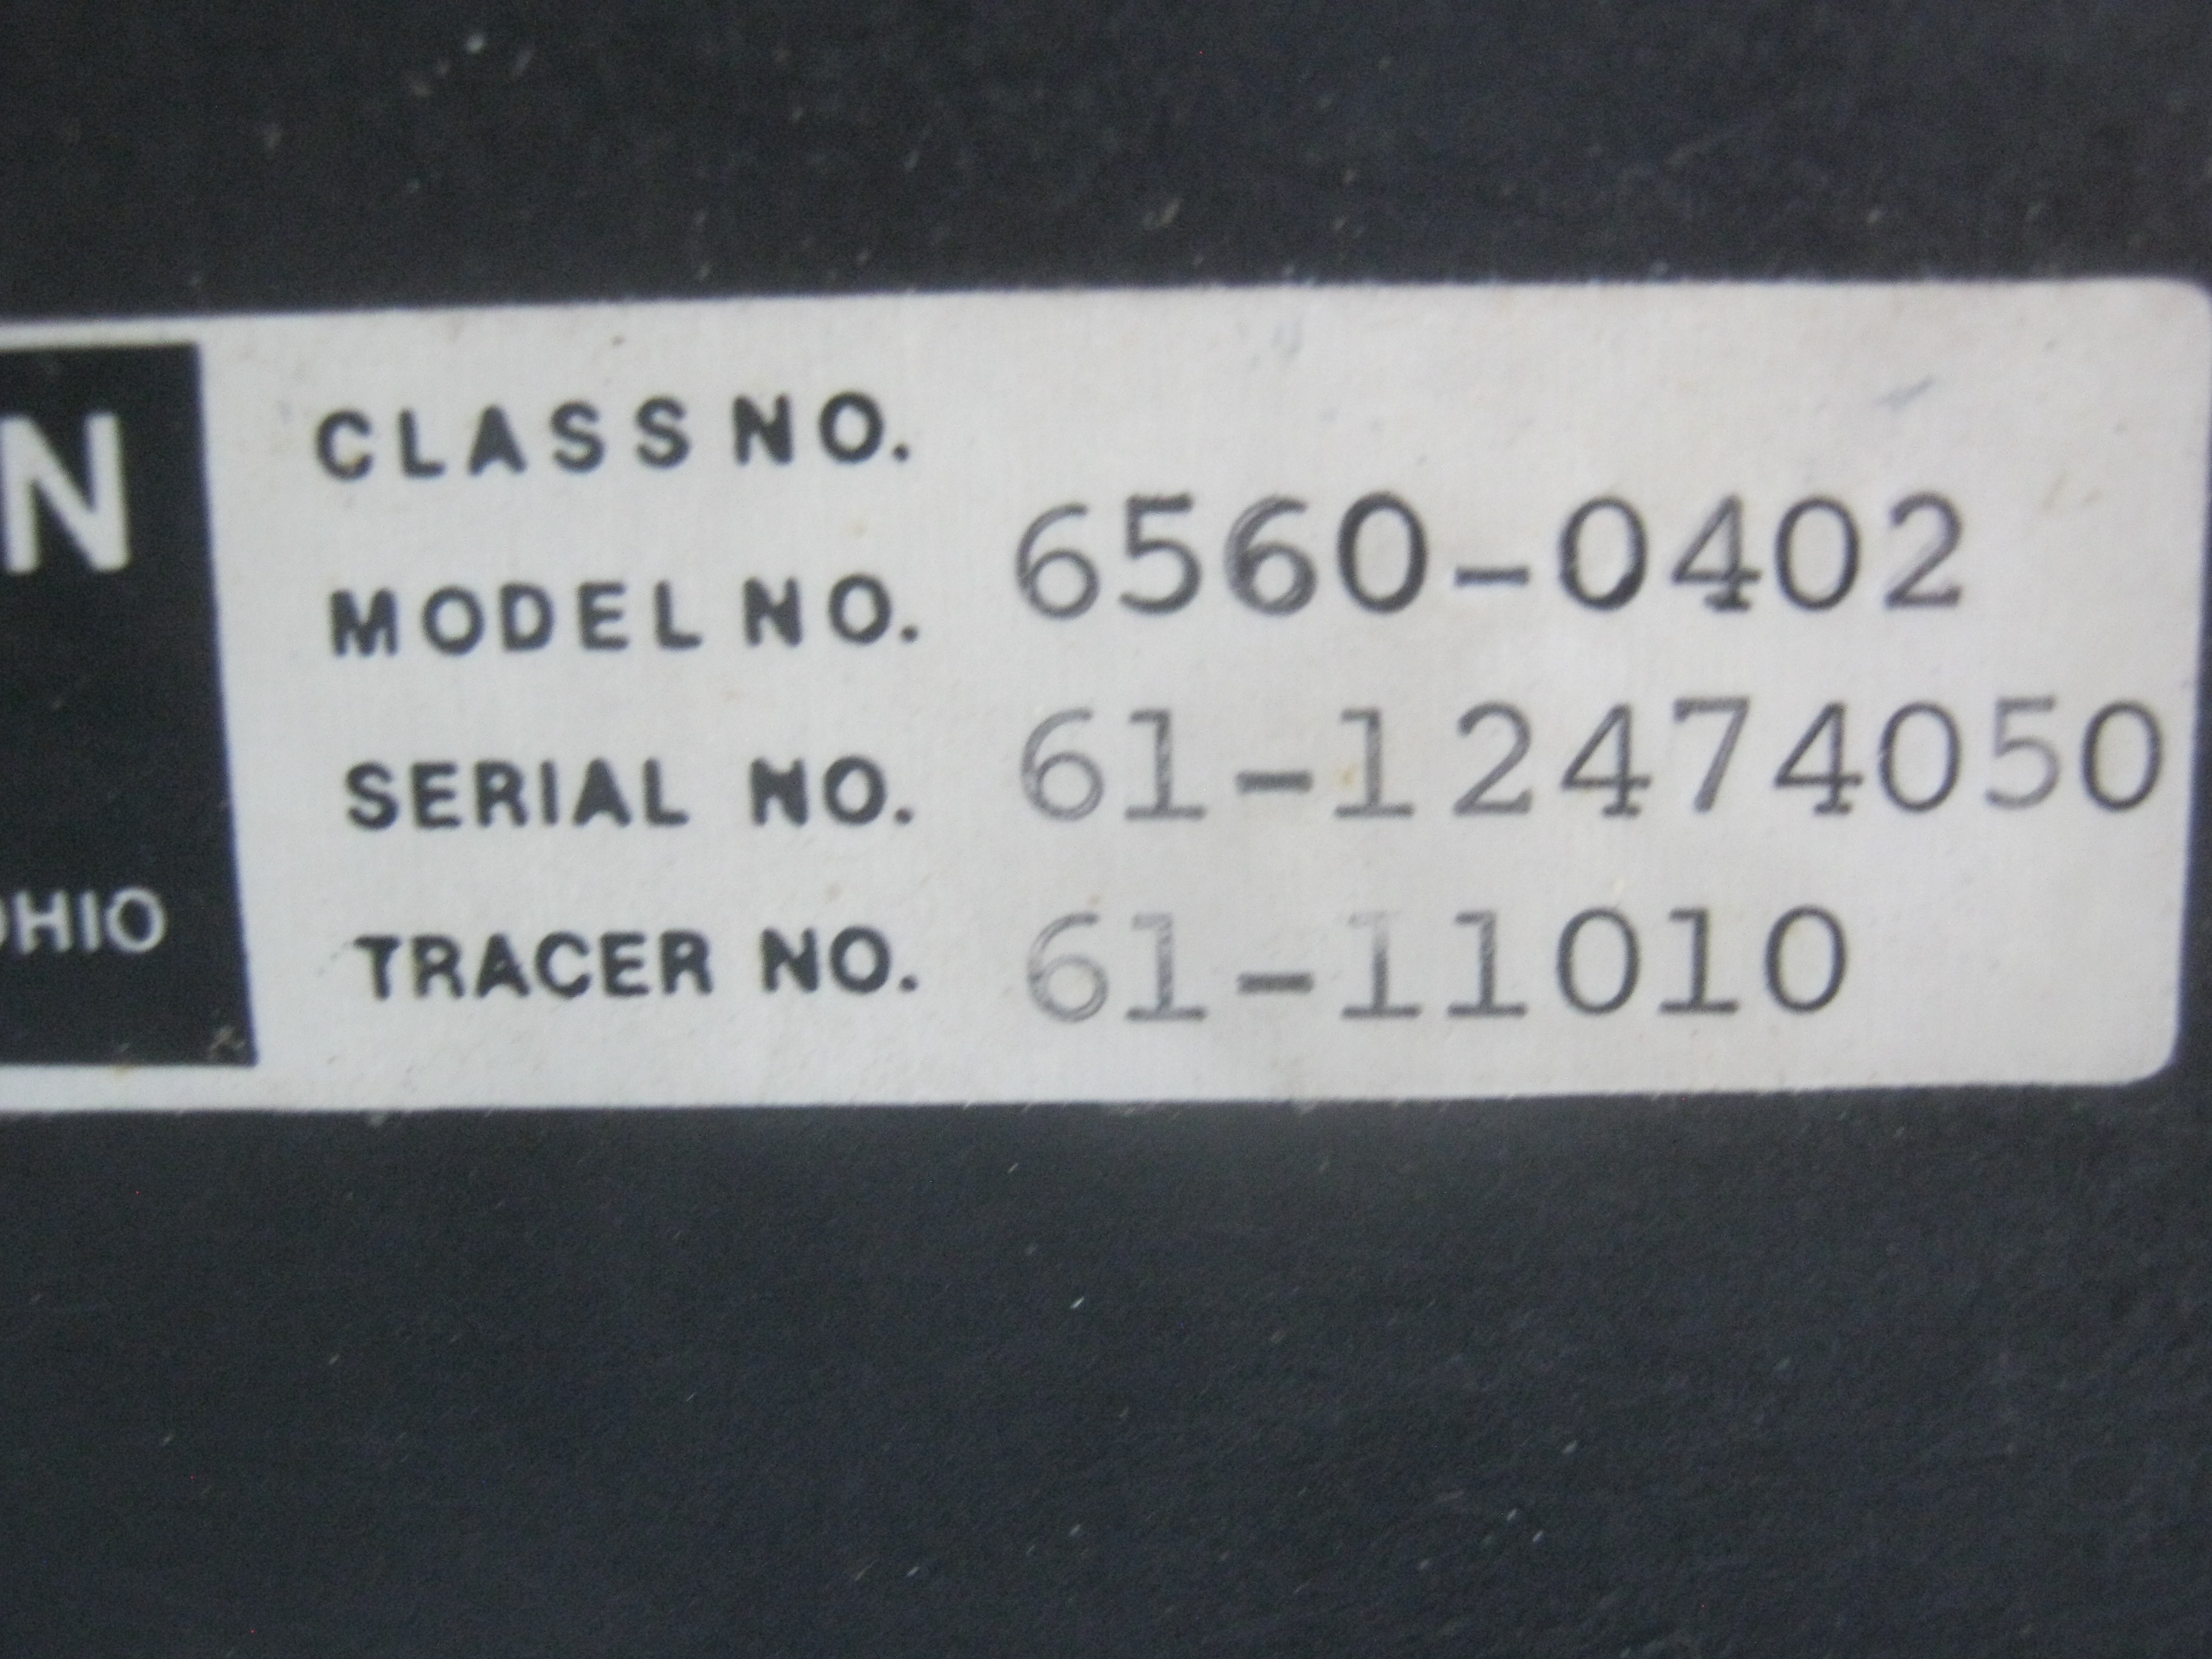 N
OHIO
CLASS NO.
6560-0402
MODEL NO.
SERIAL NO. 61-12474050
TRACER NO. 61-11010